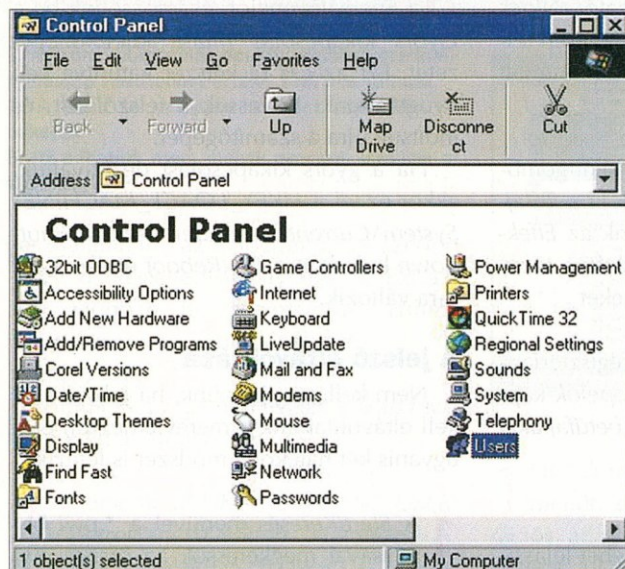 Control Panel
File Edit View Go Favorites Help
Back Forward Up Map Drive Disconnect Cut
Address Control Panel
Control Panel
32bit ODBC
Accessibility Options
Add New Hardware
Add/Remove Programs
Corel Versions
Date/Time
Desktop Themes
Display
Find Fast
Fonts
Game Controllers
Internet
Keyboard
LiveUpdate
Mail and Fax
Modems
Mouse
Multimedia
Network
Passwords
Power Management
Printers
QuickTime 32
Regional Settings
Sounds
System
Telephony
Users
1 object(s) selected My Computer